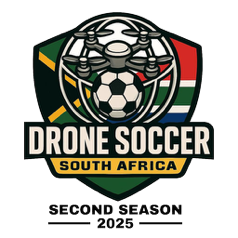 DRONE SOCCER
SOUTH AFRICA
SECOND SEASON
2025